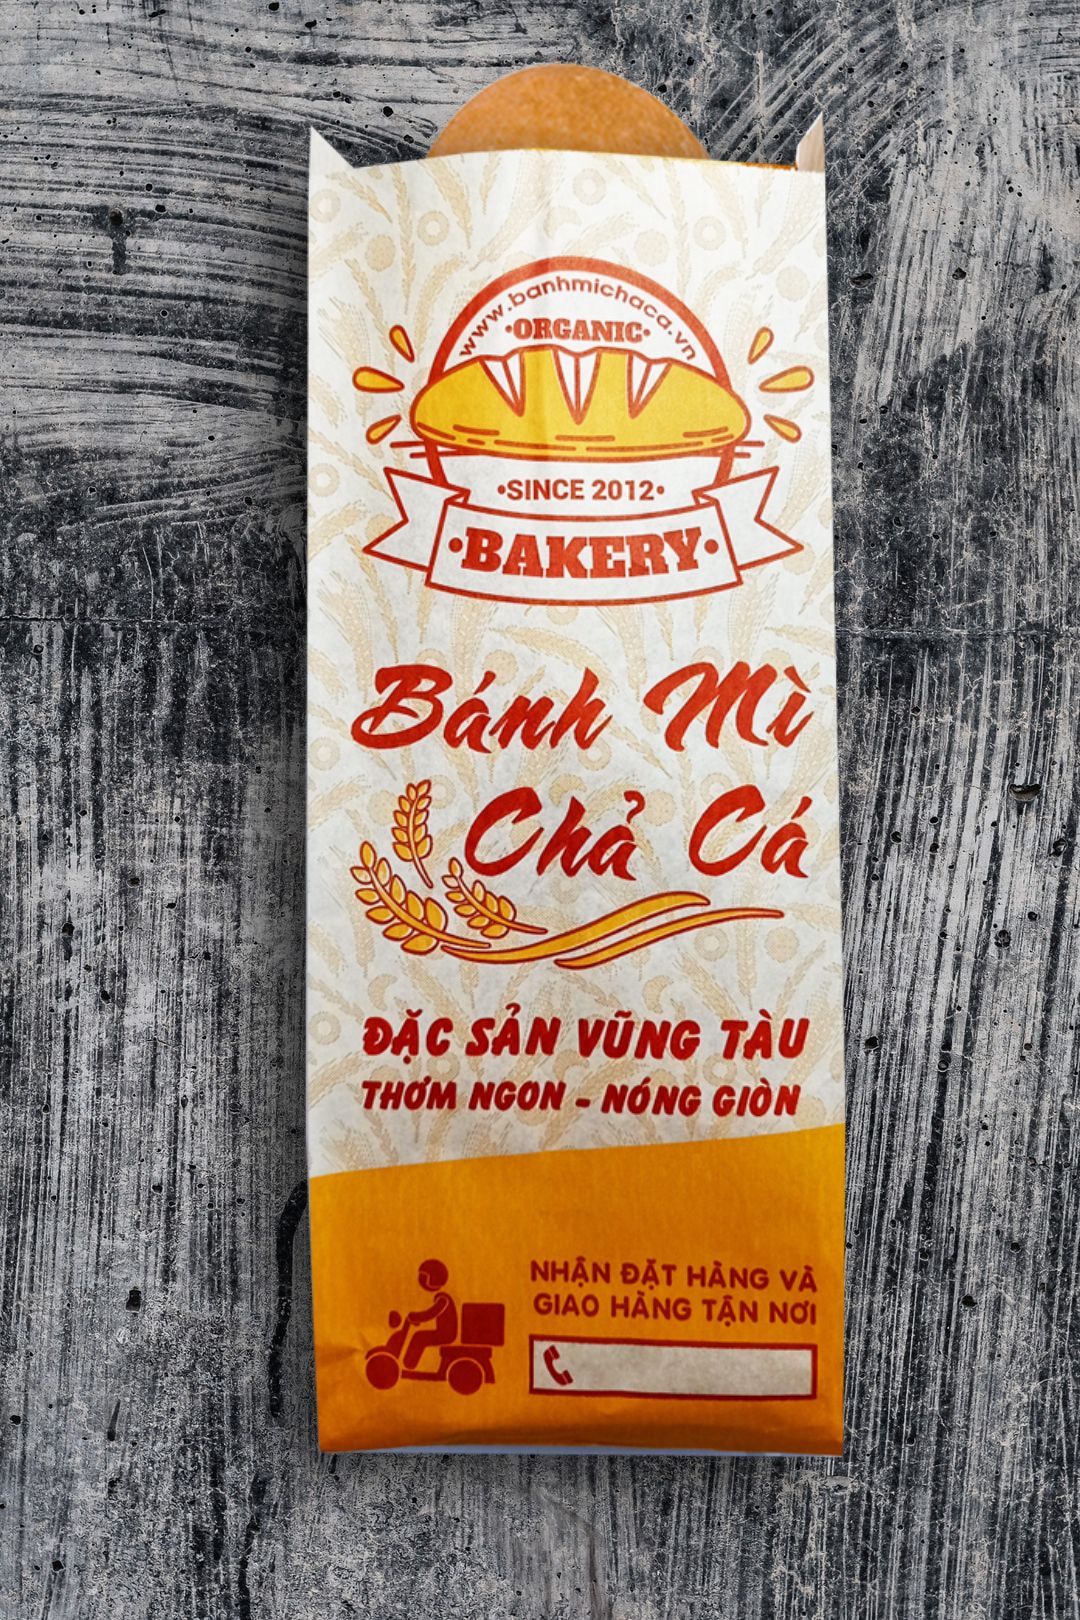 www.banhmichaca.vn
•ORGANIC•
•SINCE 2012•
•BAKERY•
Bánh Mì
Chả Cá
ĐẶC SẢN VŨNG TÀU
THƠM NGON - NÓNG GIÒN
NHẬN ĐẶT HÀNG VÀ
GIAO HÀNG TẬN NƠI